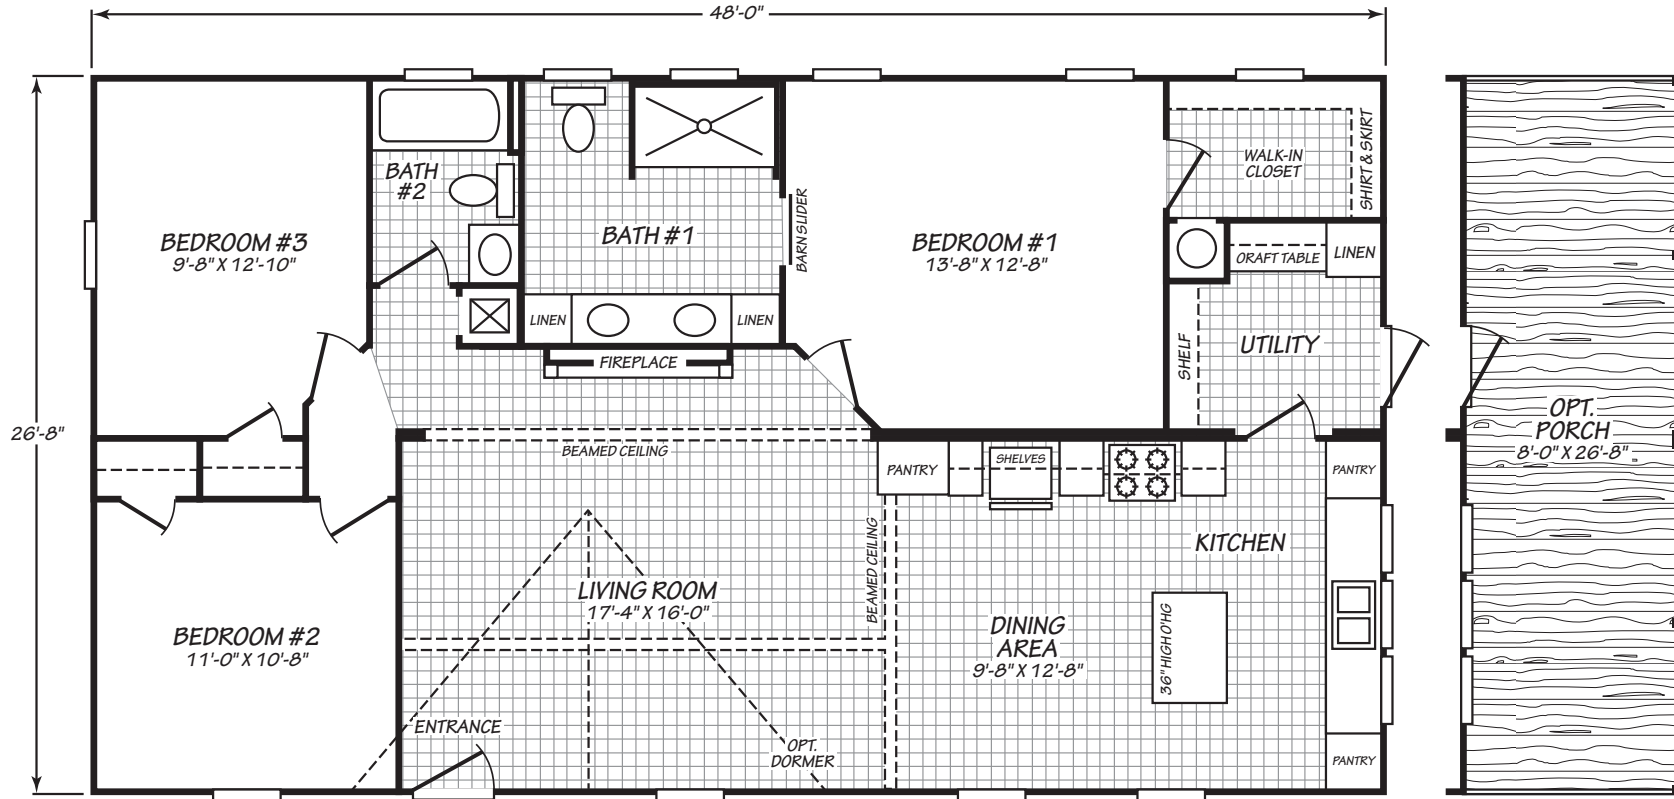 48'-0"
26'-8"
BEDROOM #3
9'-8" X 12'-10"
BATH
#2
BATH #1
LINEN
LINEN
FIREPLACE
BARN SLIDER
BEDROOM #1
13'-8" X 12'-8"
WALK-IN
CLOSET
SHIRT & SKIRT
ORAFT TABLE
LINEN
SHELF
UTILITY
OPT.
PORCH
8'-0" X 26'-8"
BEAMED CEILING
PANTRY
SHELVES
PANTRY
KITCHEN
BEAMED CEILING
LIVING ROOM
17'-4" X 16'-0"
DINING
AREA
9'-8" X 12'-8"
36" HIGH O'HG
BEDROOM #2
11'-0" X 10'-8"
ENTRANCE
OPT.
DORMER
PANTRY